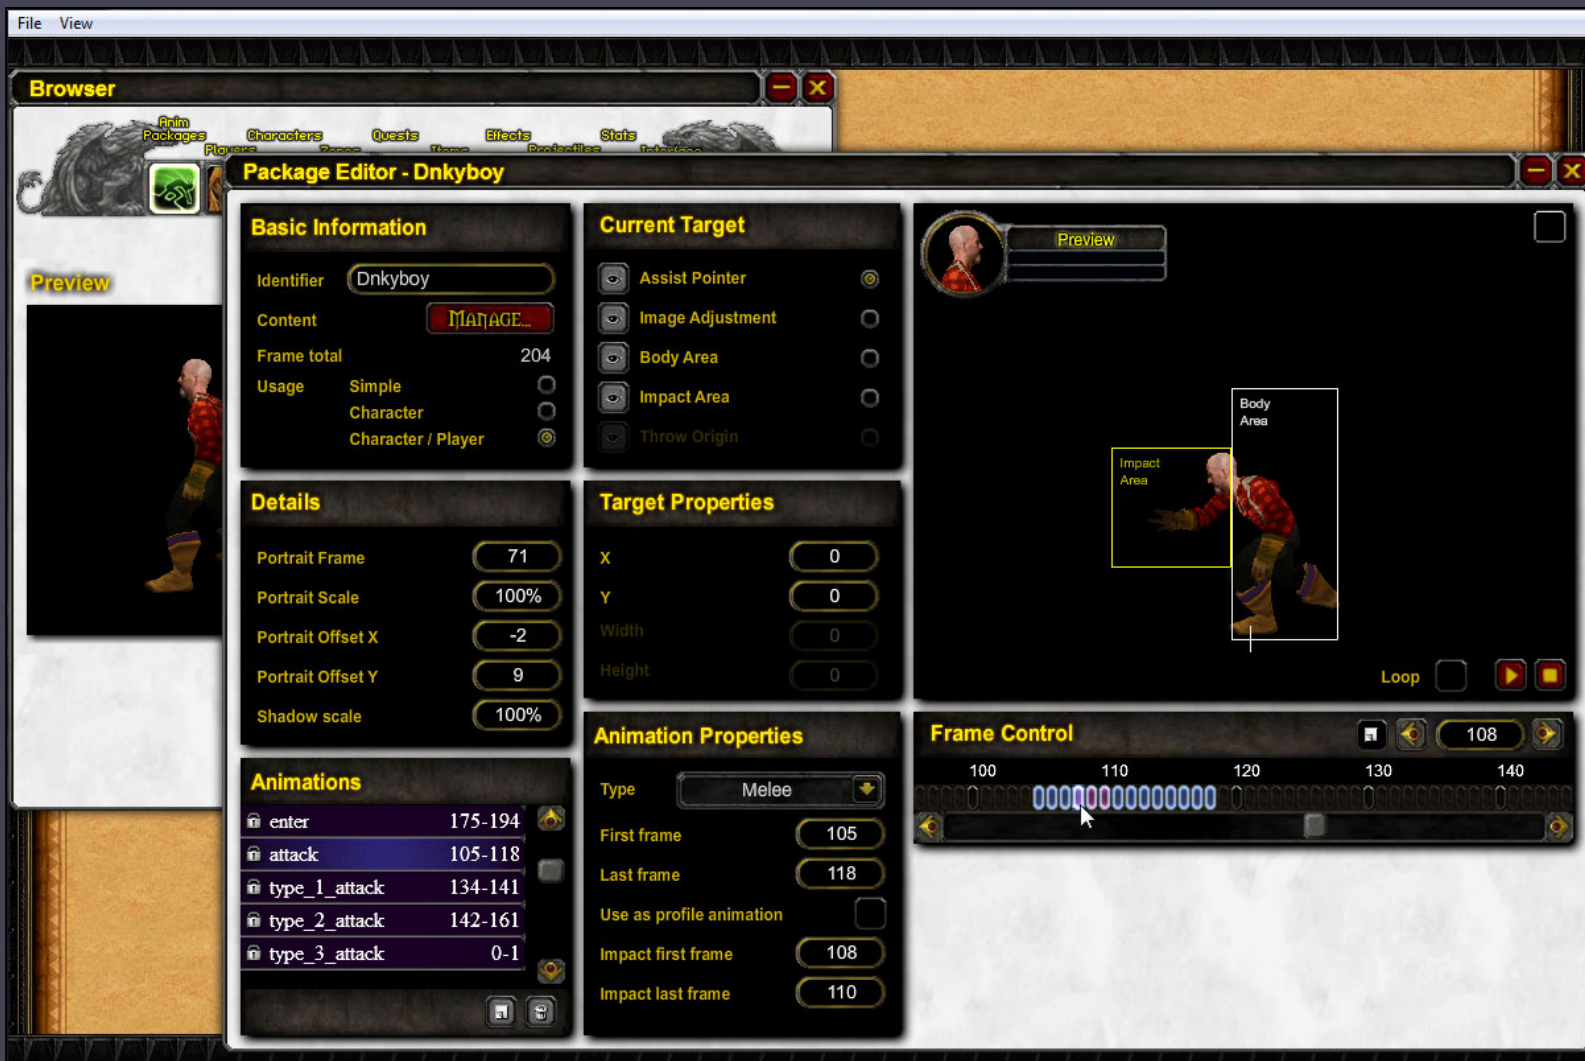 File View
Browser
Anim
Packages Characters Quests Effects Stats
Players Zones Items Projectiles Interface
Package Editor - Dnkyboy
Preview
Basic Information
Identifier Dnkyboy
Content MANAGE...
Frame total 204
Usage Simple
Character
Character / Player
Details
Portrait Frame 71
Portrait Scale 100%
Portrait Offset X -2
Portrait Offset Y 9
Shadow scale 100%
Animations
enter 175-194
attack 105-118
type_1_attack 134-141
type_2_attack 142-161
type_3_attack 0-1
Current Target
Assist Pointer
Image Adjustment
Body Area
Impact Area
Throw Origin
Target Properties
X 0
Y 0
Width 0
Height 0
Animation Properties
Type Melee
First frame 105
Last frame 118
Use as profile animation
Impact first frame 108
Impact last frame 110
Preview
Body
Area
Impact
Area
Loop
Frame Control 108
100 110 120 130 140